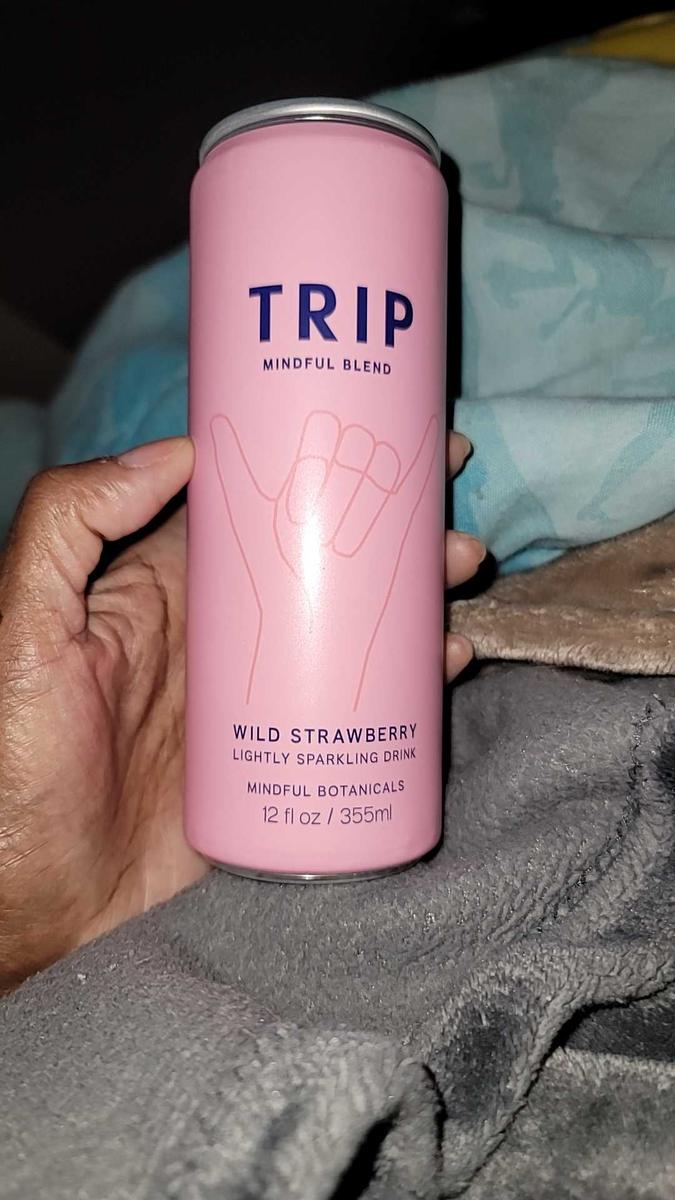 TRIP
MINDFUL BLEND
WILD STRAWBERRY
LIGHTLY SPARKLING DRINK
MINDFUL BOTANICALS
12 fl oz / 355ml